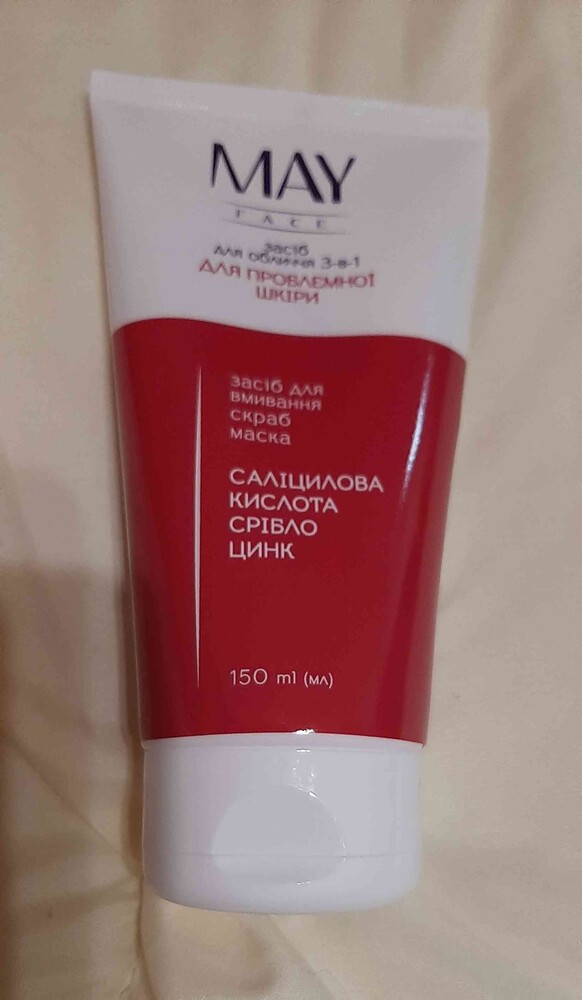 MAY
FACE
засіб
для обличчя 3-в-1
ДЛЯ ПРОБЛЕМНОЇ
ШКІРИ
засіб для
вмивання
скраб
маска
САЛІЦИЛОВА
КИСЛОТА
СРІБЛО
ЦИНК
150 ml (мл)